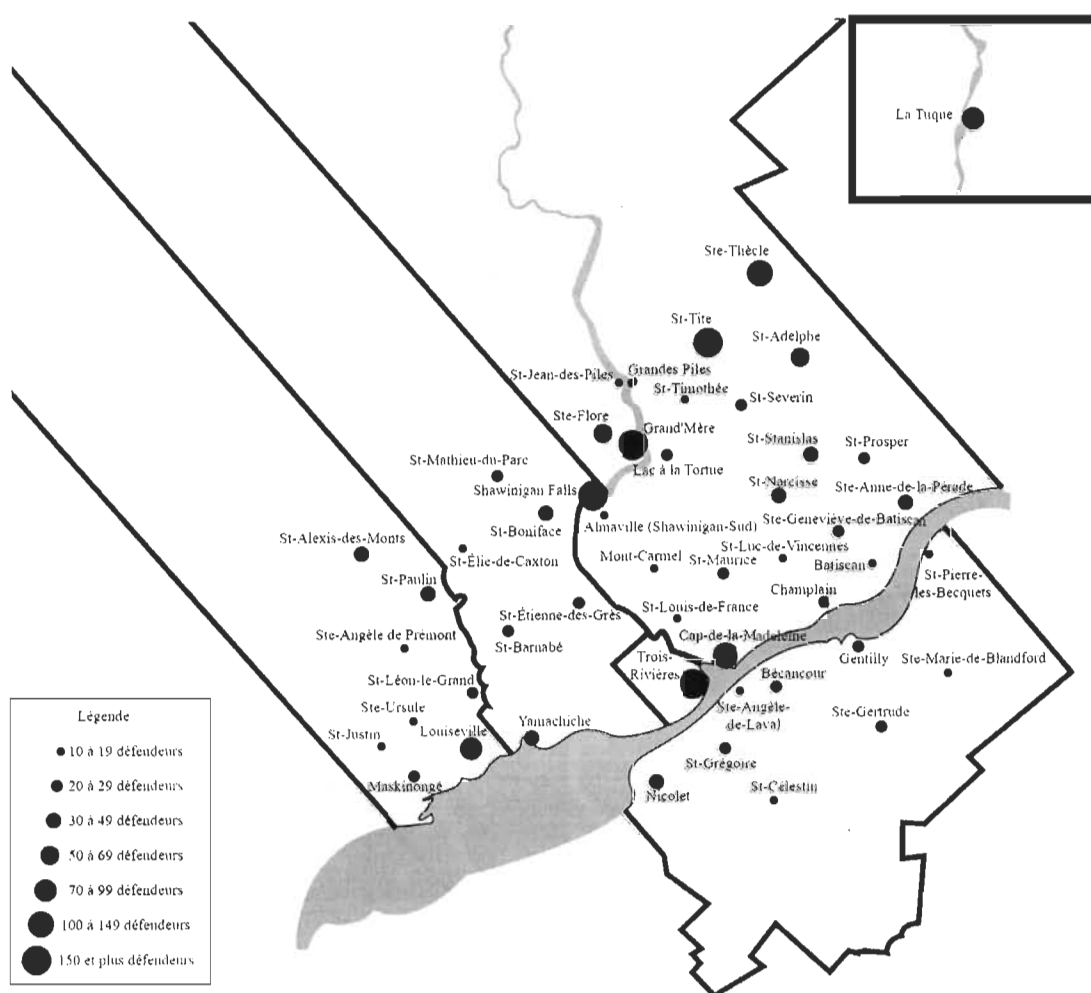 La Tuque
Ste-Thècle
St-Tite
St-Adelphe
St-Jean-des-Piles
Grandes Piles
St-Timothée
St-Séverin
Ste-Flore
Grand'Mère
St-Stanislas
St-Prosper
Lac à la Tortue
St-Mathieu-du-Parc
Shawinigan Falls
St-Narcisse
Ste-Anne-de-la-Pérade
St-Boniface
Almaville (Shawinigan-Sud)
Ste-Geneviève-de-Batiscan
St-Alexis-des-Monts
St-Élie-de-Caxton
Mont-Carmel
St-Maurice
St-Luc-de-Vincennes
Batiscan
St-Pierre-
les-Becquets
St-Paulin
Champlain
St-Étienne-des-Grès
St-Louis-de-France
Ste-Angèle de Prémont
St-Barnabé
Cap-de-la-Madeleine
Trois-
Rivières
Gentilly
Ste-Marie-de-Blandford
St-Léon-le-Grand
Bécancour
Ste-Angèle-
de-Laval
Ste-Ursule
Ste-Gertrude
St-Justin
Louiseville
Yamachiche
St-Grégoire
Maskinongé
Nicolet
St-Célestin
Légende
10 à 19 défendeurs
20 à 29 défendeurs
30 à 49 défendeurs
50 à 69 défendeurs
70 à 99 défendeurs
100 à 149 défendeurs
150 et plus défendeurs